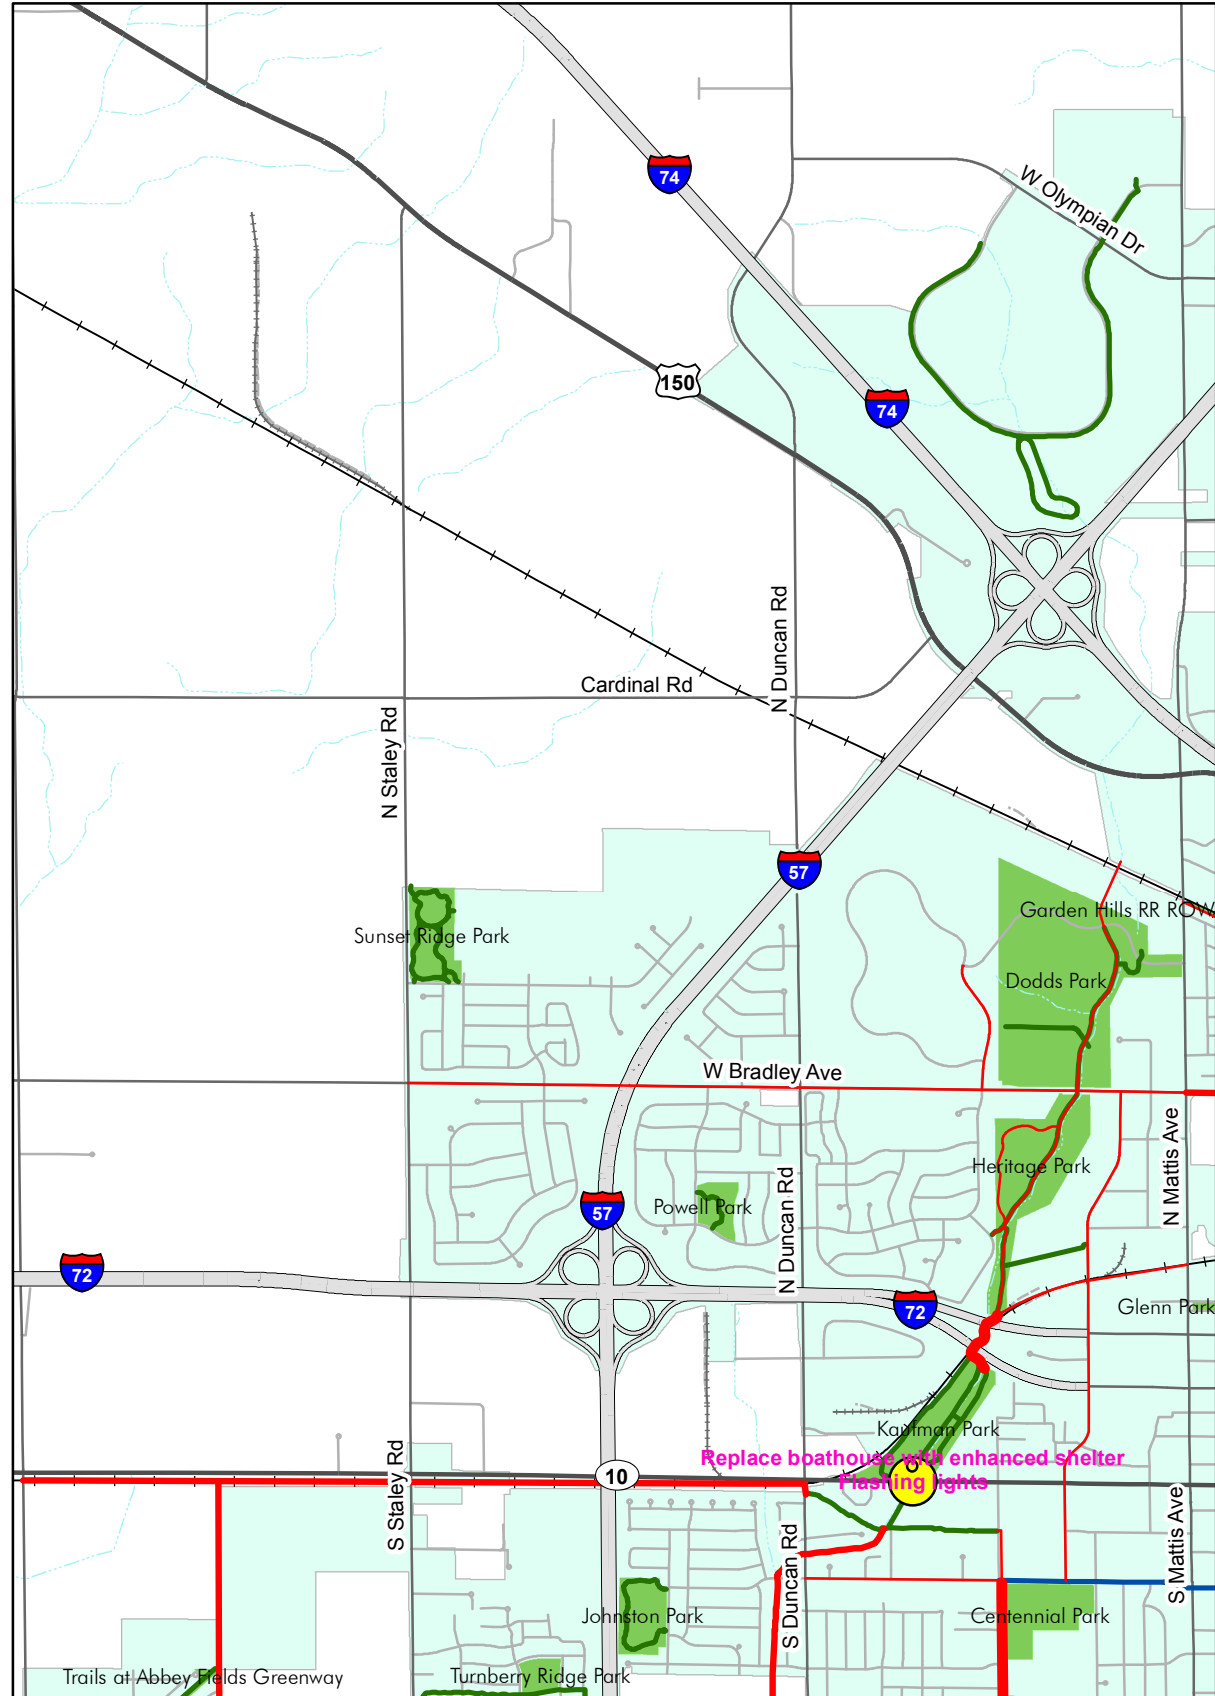 74
W Olympian Dr
150
74
N Duncan Rd
Cardinal Rd
N Staley Rd
57
Garden Hills RR ROW
Sunset Ridge Park
Dodds Park
W Bradley Ave
N Mattis Ave
Heritage Park
Powell Park
57
N Duncan Rd
72
72
Glenn Park
Kaufman Park
Replace boathouse with enhanced shelter
Flashing lights
10
S Staley Rd
S Mattis Ave
S Duncan Rd
Johnston Park
Centennial Park
Trails at Abbey Fields Greenway
Turnberry Ridge Park